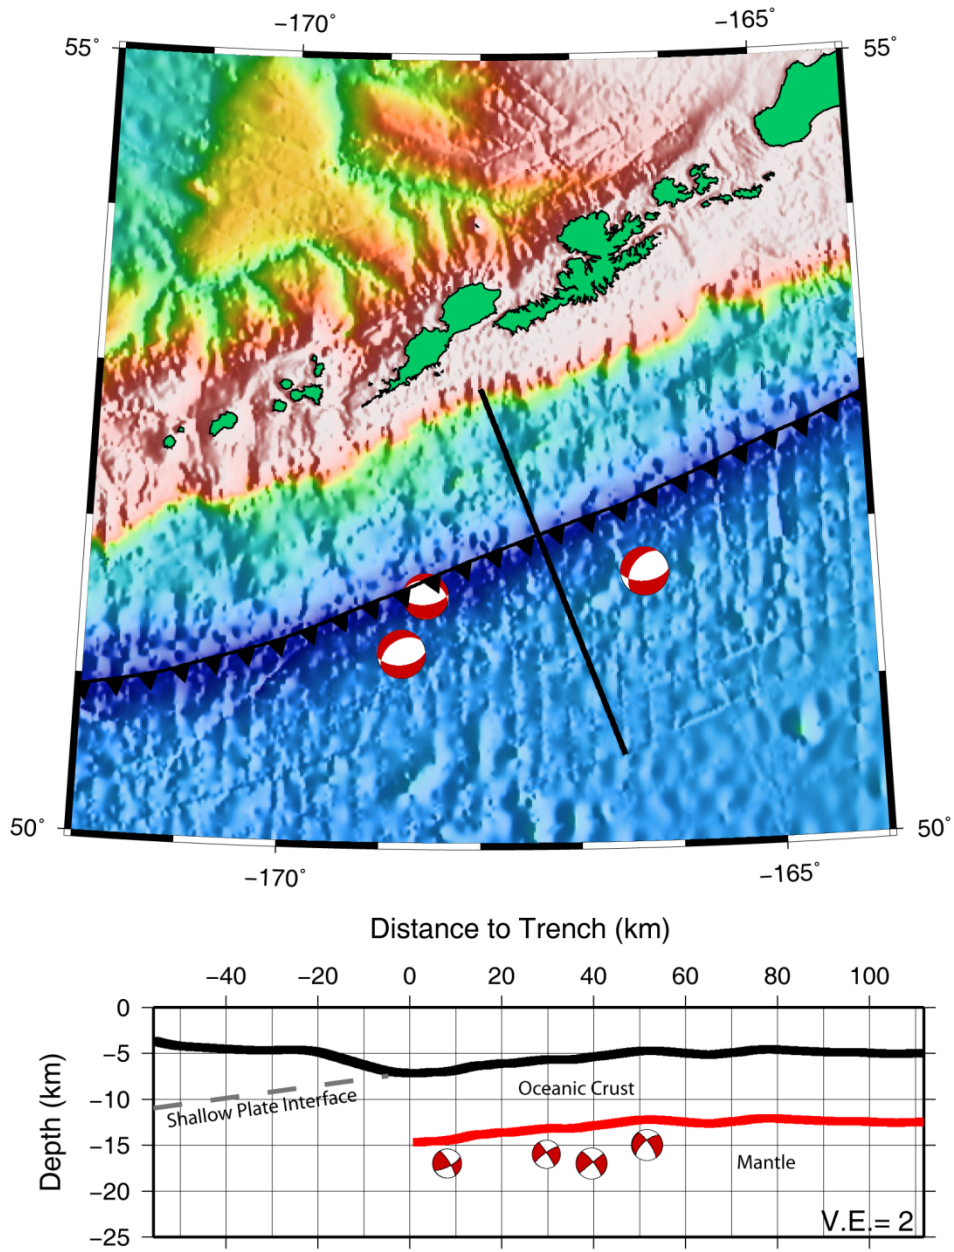 −170° −165°
55° 55°
50° 50°
−170° −165°
Distance to Trench (km)
−40 −20 0 20 40 60 80 100
0
−5
−10
−15
−20
−25
Depth (km)
Oceanic Crust
Shallow Plate Interface
Mantle
V.E.= 2